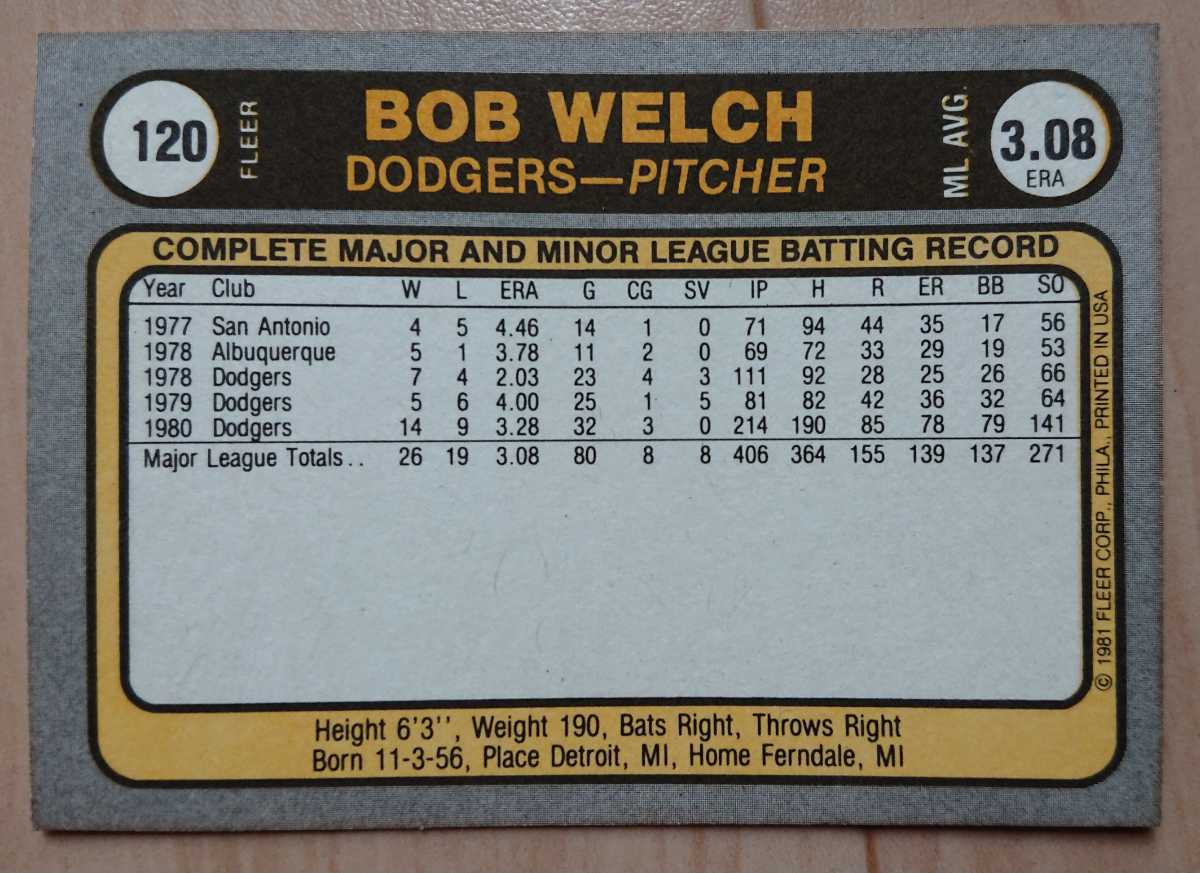 120 FLEER BOB WELCH ML AVG. 3.08 ERA
DODGERS—PITCHER
COMPLETE MAJOR AND MINOR LEAGUE BATTING RECORD
Year Club W L ERA G CG SV IP H R ER BB SO
1977 San Antonio 4 5 4.46 14 1 0 71 94 44 35 17 56
1978 Albuquerque 5 1 3.78 11 2 0 69 72 33 29 19 53
1978 Dodgers 7 4 2.03 23 4 3 111 92 28 25 26 66
1979 Dodgers 5 6 4.00 25 1 5 81 82 42 36 32 64
1980 Dodgers 14 9 3.28 32 3 0 214 190 85 78 79 141
Major League Totals.. 26 19 3.08 80 8 8 406 364 155 139 137 271
© 1981 FLEER CORP., PHILA., PRINTED IN USA
Height 6'3'', Weight 190, Bats Right, Throws Right
Born 11-3-56, Place Detroit, MI, Home Ferndale, MI